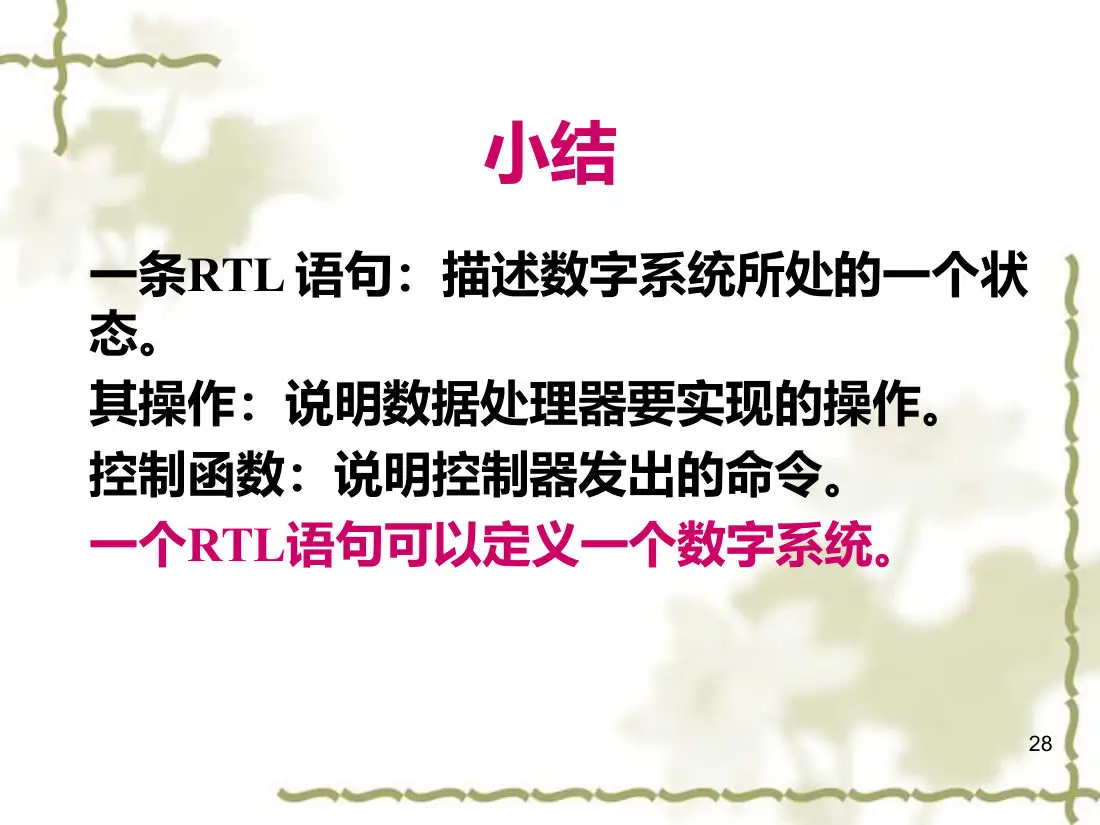 小结
一条RTL 语句：描述数字系统所处的一个状
态。
其操作：说明数据处理器要实现的操作。
控制函数：说明控制器发出的命令。
一个RTL语句可以定义一个数字系统。
28